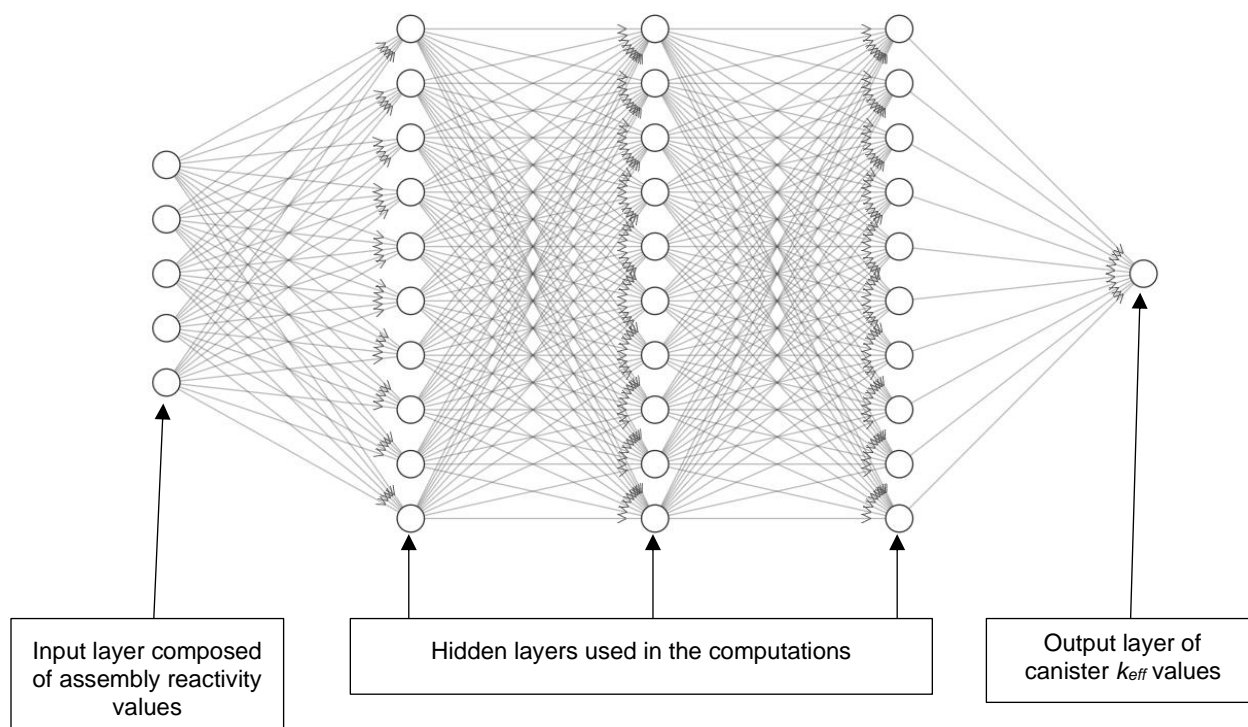 Input layer composed
of assembly reactivity
values
Hidden layers used in the computations
Output layer of
canister keff values